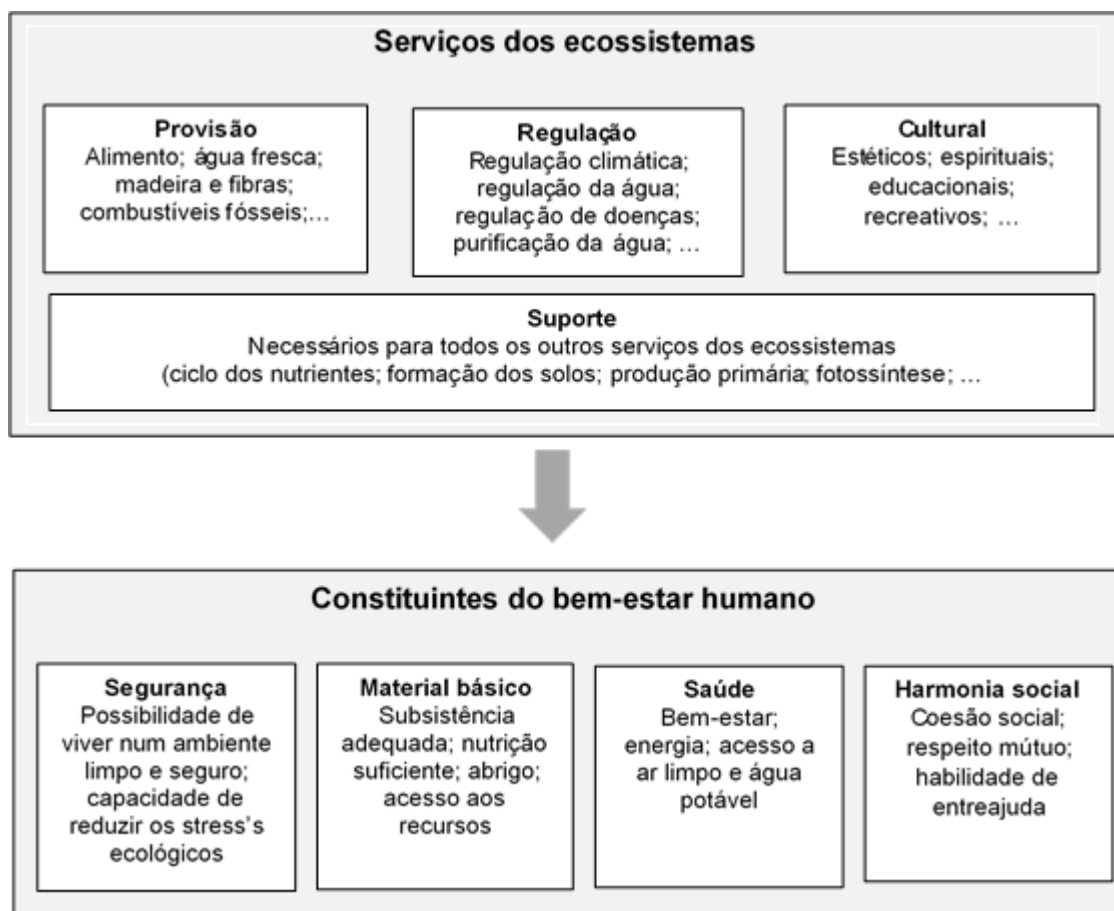 Serviços dos ecossistemas
Provisão
Alimento; água fresca;
madeira e fibras;
combustíveis fósseis;…
Regulação
Regulação climática;
regulação da água;
regulação de doenças;
purificação da água; …
Cultural
Estéticos; espirituais;
educacionais;
recreativos; …
Suporte
Necessários para todos os outros serviços dos ecossistemas
(ciclo dos nutrientes; formação dos solos; produção primária; fotossíntese; …
Constituintes do bem-estar humano
Segurança
Possibilidade de
viver num ambiente
limpo e seguro;
capacidade de
reduzir os stress's
ecológicos
Material básico
Subsistência
adequada; nutrição
suficiente; abrigo;
acesso aos
recursos
Saúde
Bem-estar;
energia; acesso a
ar limpo e água
potável
Harmonia social
Coesão social;
respeito mútuo;
habilidade de
entreajuda